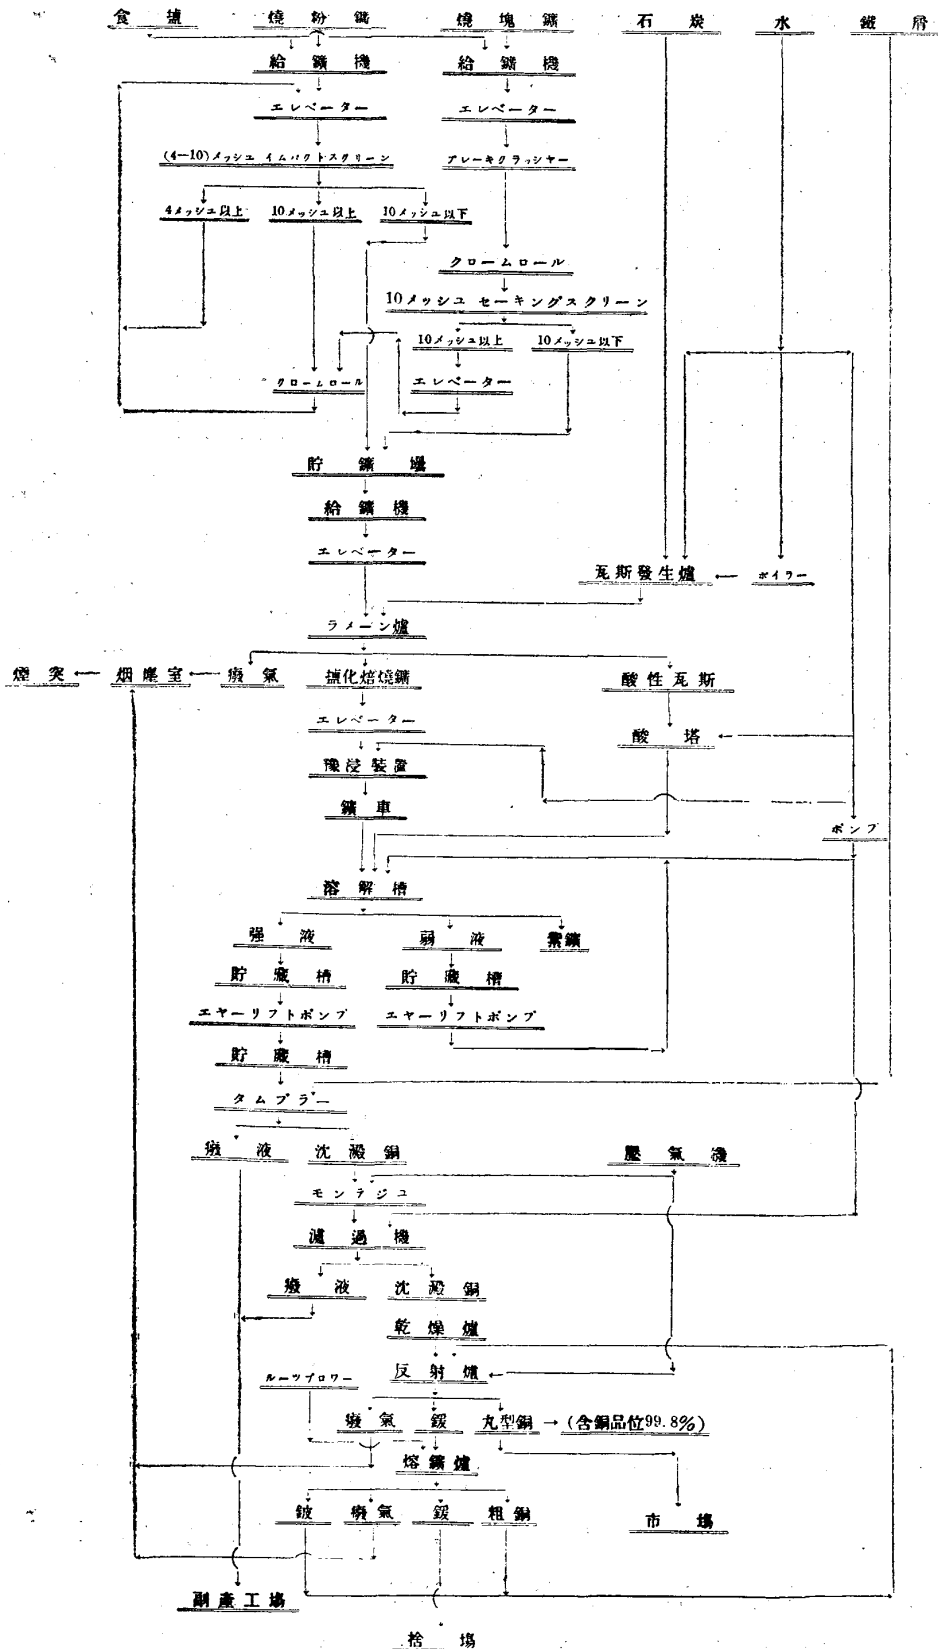 食 塩 燒 粉 鑛 燒 塊 鑛 石 炭 水 鐵 屑
給 鑛 機 給 鑛 機
エレベーター エレベーター
(4—10)メッシュ イムパクトスクリーン ブレーキクラッシャー
4メッシュ以上 10メッシュ以上 10メッシュ以下
クロームロール
10メッシュ セーキングスクリーン
10メッシュ以上 10メッシュ以下
クロームロール エレベーター
貯 鑛 場
給 鑛 機
エレベーター
瓦斯發生爐 ボイラー
ラメーン爐
煙 突 烟塵室 癈 氣 塩化焙燒鑛 酸性瓦斯
エレベーター
酸 塔
豫浸装置
鑛 車
ポンプ
溶解槽
强 液 弱 液 紫鑛
貯 藏 槽 貯 藏 槽
エヤーリフトポンプ エヤーリフトポンプ
貯 藏 槽
タムブラー
癈 液 沈澱銅 壓 氣 機
モンテジユ
濾 過 機
癈 液 沈澱銅
乾 燥 爐
ルーツブロワー 反 射 爐
癈氣 鍰 丸型銅 → (含銅品位99.8%)
熔鑛爐
鈹 癈氣 鍰 粗銅 市 場
副産工場
捨 場